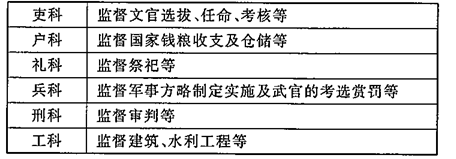 吏科 监督文官选拔、任命、考核等
户科 监督国家钱粮收支及仓储等
礼科 监督祭祀等
兵科 监督军事方略制定实施及武官的考选赏罚等
刑科 监督审判等
工科 监督建筑、水利工程等